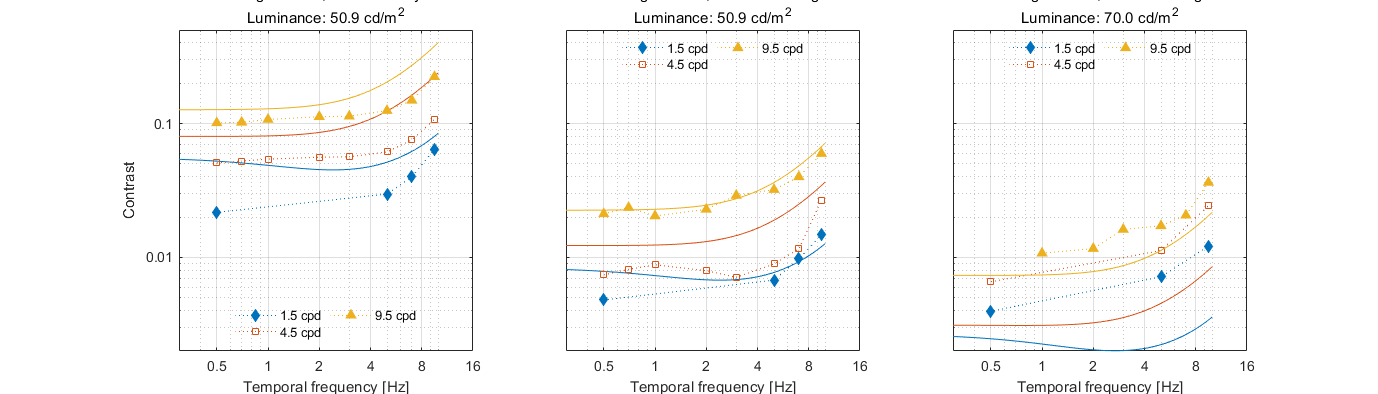 Luminance: 50.9 cd/m2
0.1
0.01
Contrast
1.5 cpd
9.5 cpd
4.5 cpd
0.5 1 2 4 8 16
Temporal frequency [Hz]
Luminance: 50.9 cd/m2
1.5 cpd
9.5 cpd
4.5 cpd
0.5 1 2 4 8 16
Temporal frequency [Hz]
Luminance: 70.0 cd/m2
1.5 cpd
9.5 cpd
4.5 cpd
0.5 1 2 4 8 16
Temporal frequency [Hz]